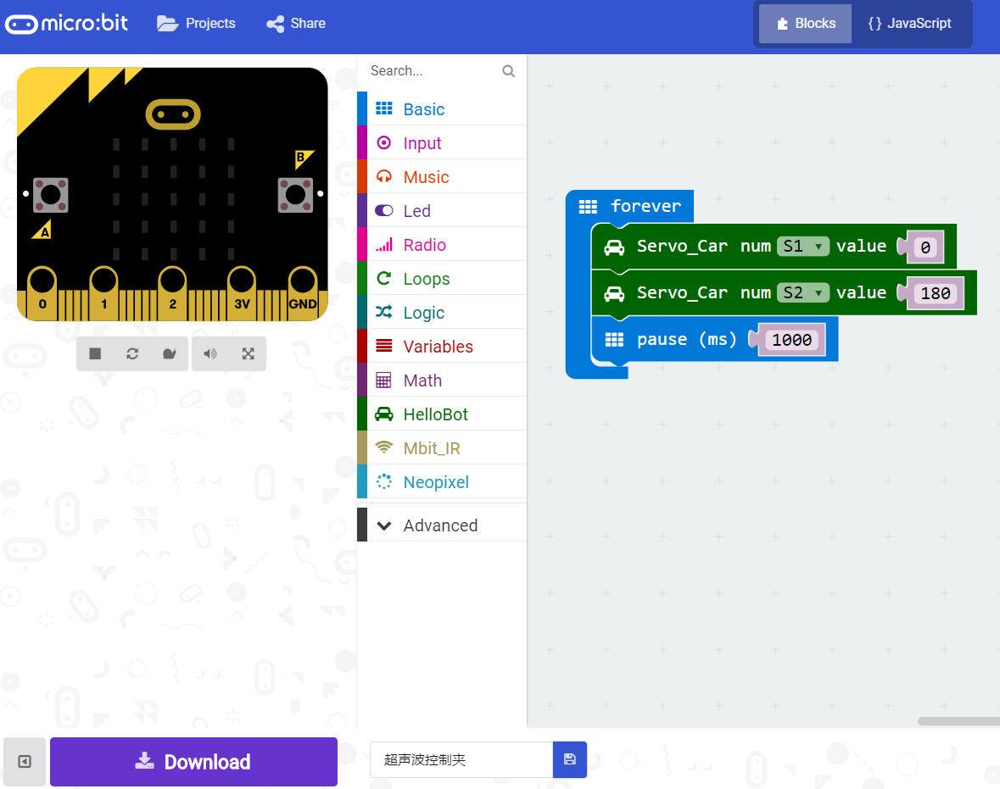 micro:bit Projects Share Blocks { } JavaScript
Search...
Basic
Input
Music
Led
Radio
Loops
Logic
Variables
Math
HelloBot
Mbit_IR
Neopixel
Advanced
B
A
0 1 2 3V GND
forever
Servo_Car num S1 value 0
Servo_Car num S2 value 180
pause (ms) 1000
Download
超声波控制夹